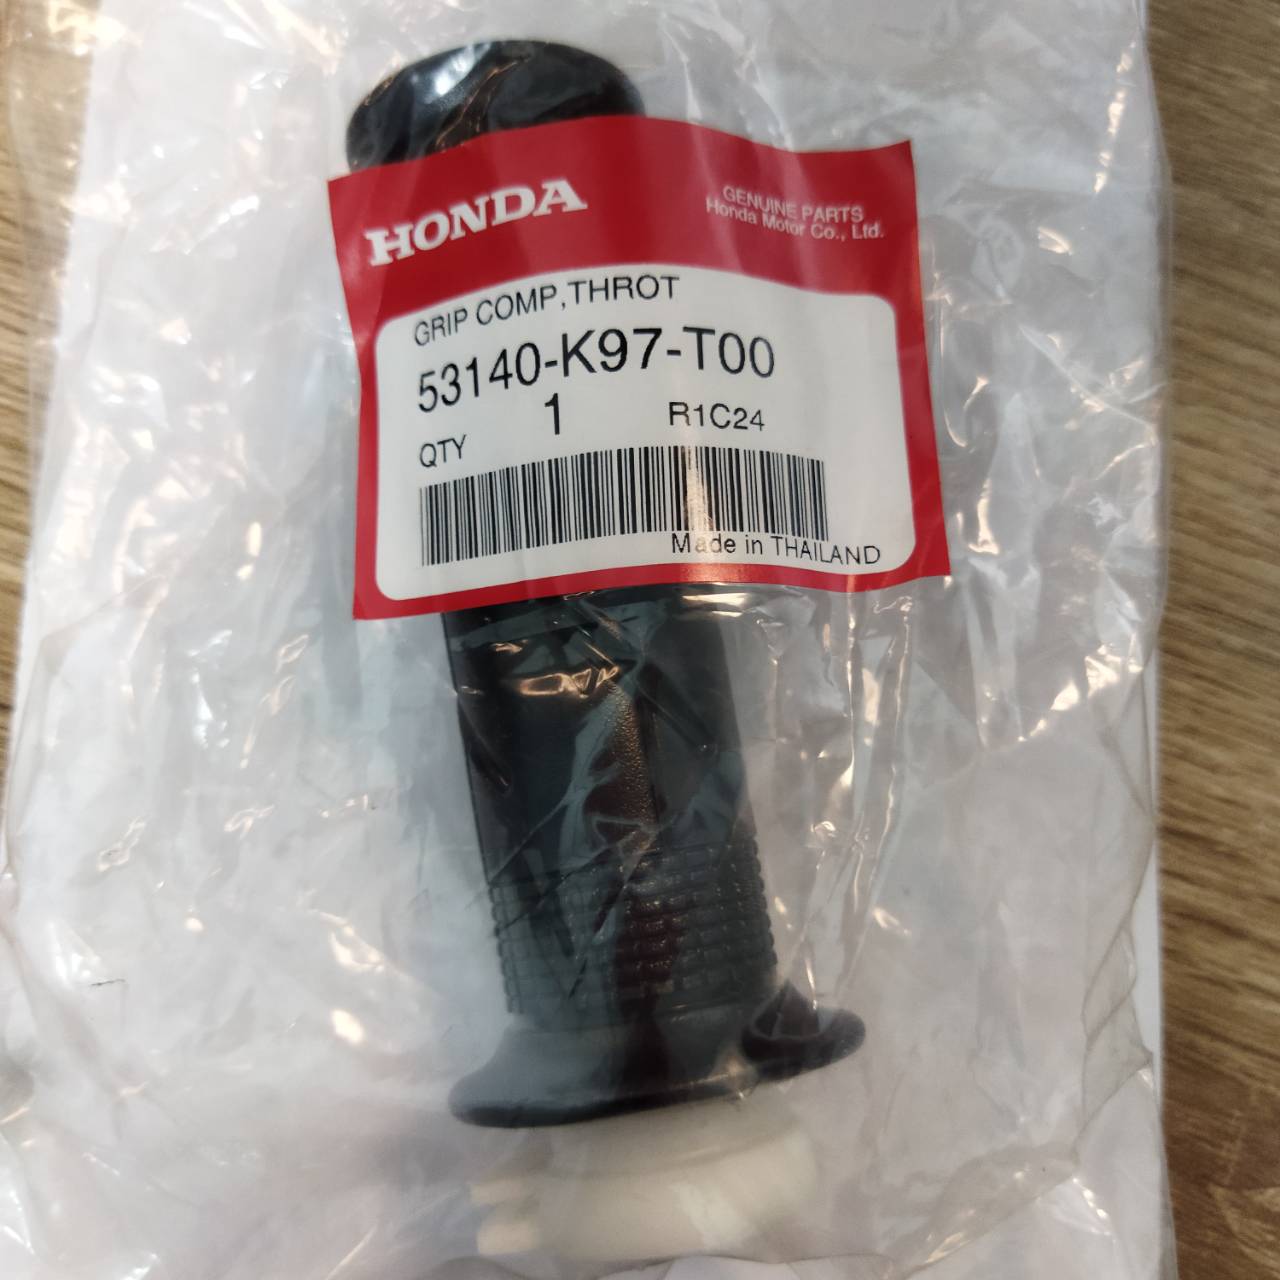 HONDA
GENUINE PARTS
Honda Motor Co., Ltd.
GRIP COMP,THROT
53140-K97-T00
QTY 1 R1C24
Made in THAILAND